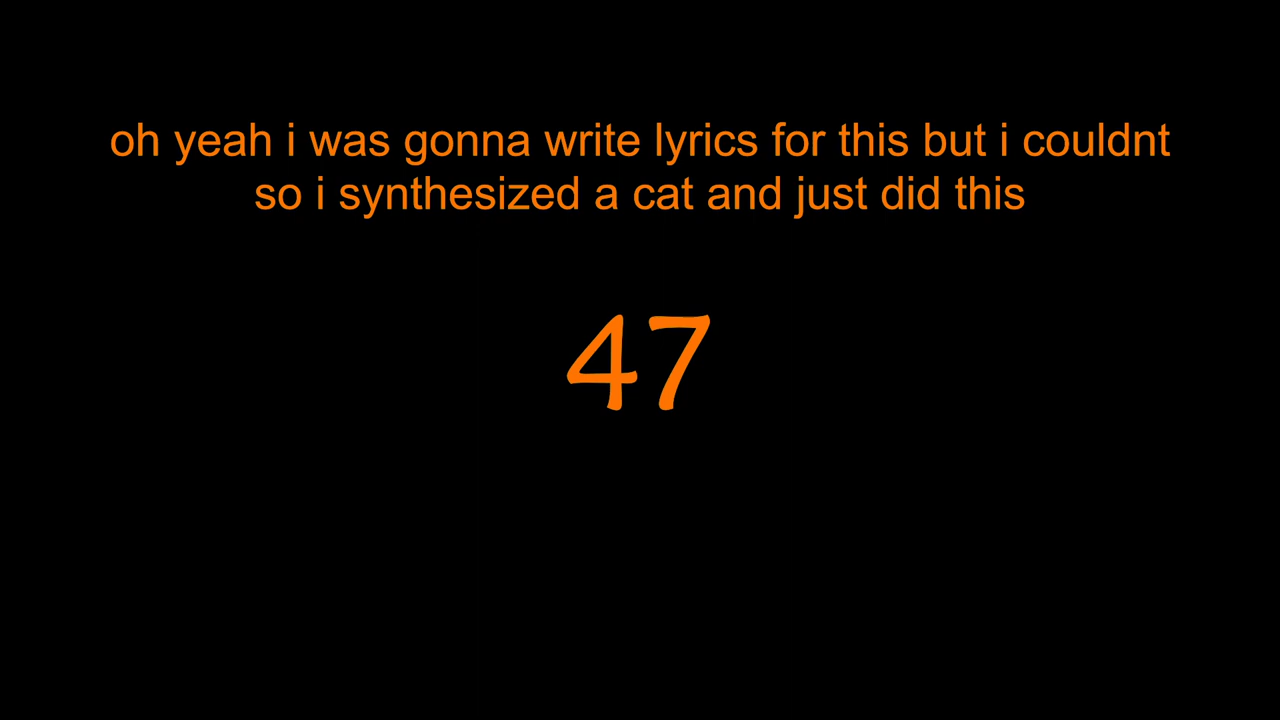 oh yeah i was gonna write lyrics for this but i couldnt
so i synthesized a cat and just did this
47